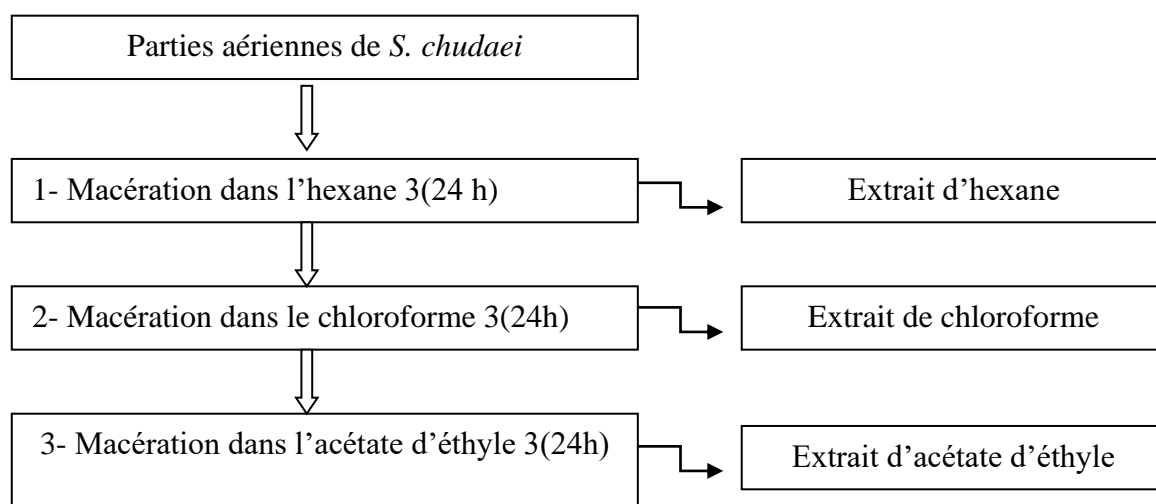 Parties aériennes de S. chudaei
1- Macération dans l’hexane 3(24 h)
Extrait d’hexane
2- Macération dans le chloroforme 3(24h)
Extrait de chloroforme
3- Macération dans l’acétate d’éthyle 3(24h)
Extrait d’acétate d’éthyle